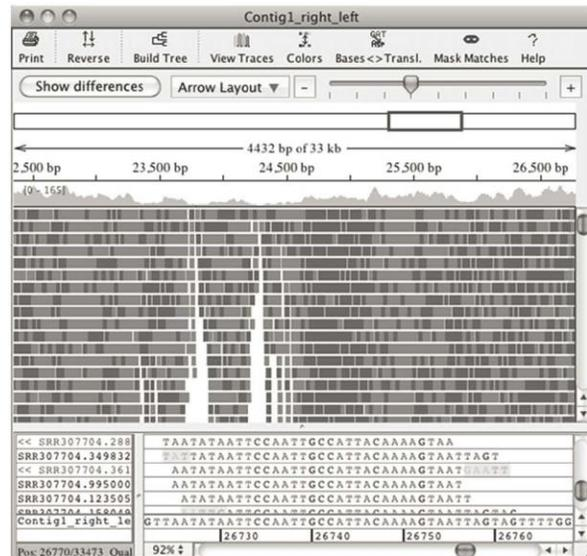 Contig1_right_left
Print Reverse Build Tree View Traces Colors Bases<>Transl. Mask Matches Help
Show differences Arrow Layout ▼ - +
4432 bp of 33 kb
2,500 bp 23,500 bp 24,500 bp 25,500 bp 26,500 bp
(0 - 165)
<< SRR307704.288 TAATATAATTCCAATTGCCATTACAAAAGTAA
SRR307704.349832 TATTATAATTCCAATTGCCATTACAAAAGTAATTAGT
<< SRR307704.361 AATATAATTCCAATTGCCATTACAAAAGTAAGAATT
SRR307704.995000 AATATAATTCCAATTGCCATTACAAAAGTAAT
SRR307704.123505 ATATAATTCCAATTGCCATTACAAAAGTAATT
Contig1_right_le GTTAATATAATTCCAATTGCCATTACAAAAGTAATTAGTAGTTTTGG
26730 26740 26750 26760
Pos: 26770/33473 Qual 92%